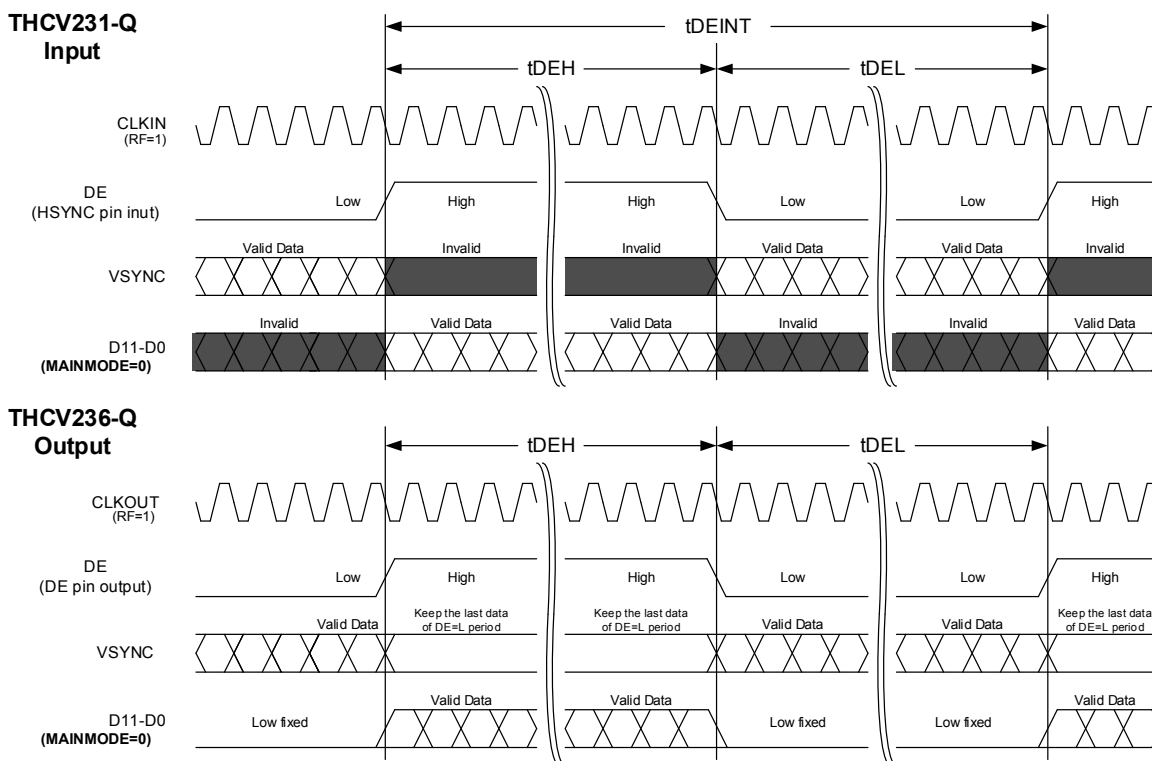 THCV231-Q
Input
tDEINT
tDEH
tDEL
CLKIN
(RF=1)
DE
(HSYNC pin inut)
Low
High
High
Low
Low
High
Valid Data
Invalid
Invalid
Valid Data
Valid Data
Invalid
VSYNC
Invalid
Valid Data
Valid Data
Invalid
Invalid
Valid Data
D11-D0
(MAINMODE=0)
THCV236-Q
Output
tDEH
tDEL
CLKOUT
(RF=1)
DE
(DE pin output)
Low
High
High
Low
Low
High
Valid Data
Keep the last data
of DE=L period
Keep the last data
of DE=L period
Valid Data
Valid Data
Keep the last data
of DE=L period
VSYNC
D11-D0
(MAINMODE=0)
Low fixed
Valid Data
Valid Data
Low fixed
Low fixed
Valid Data